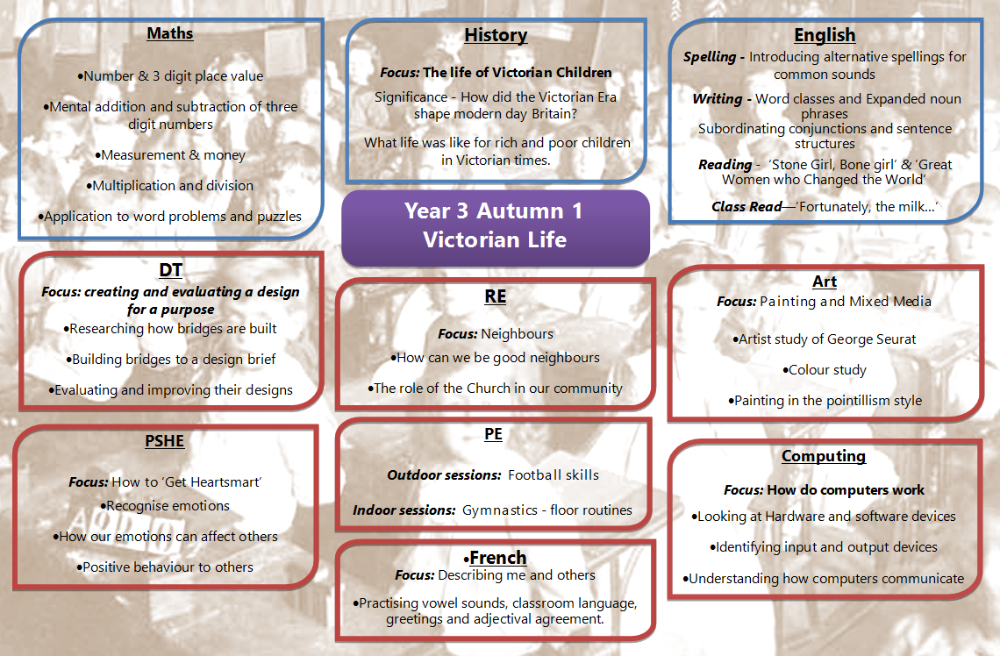 Maths
•Number & 3 digit place value
•Mental addition and subtraction of three
digit numbers
•Measurement & money
•Multiplication and division
•Application to word problems and puzzles
History
Focus: The life of Victorian Children
Significance - How did the Victorian Era
shape modern day Britain?
What life was like for rich and poor children
in Victorian times.
English
Spelling - Introducing alternative spellings for
common sounds
Writing - Word classes and Expanded noun
phrases
Subordinating conjunctions and sentence
structures
Reading - ‘Stone Girl, Bone girl’ & ‘Great
Women who Changed the World’
Class Read—‘Fortunately, the milk…’
Year 3 Autumn 1
Victorian Life
DT
Focus: creating and evaluating a design
for a purpose
•Researching how bridges are built
•Building bridges to a design brief
•Evaluating and improving their designs
RE
Focus: Neighbours
•How can we be good neighbours
•The role of the Church in our community
Art
Focus: Painting and Mixed Media
•Artist study of George Seurat
•Colour study
•Painting in the pointillism style
PSHE
Focus: How to ‘Get Heartsmart’
•Recognise emotions
•How our emotions can affect others
•Positive behaviour to others
PE
Outdoor sessions: Football skills
Indoor sessions: Gymnastics - floor routines
Computing
Focus: How do computers work
•Looking at Hardware and software devices
•Identifying input and output devices
•Understanding how computers communicate
•French
Focus: Describing me and others
•Practising vowel sounds, classroom language,
greetings and adjectival agreement.